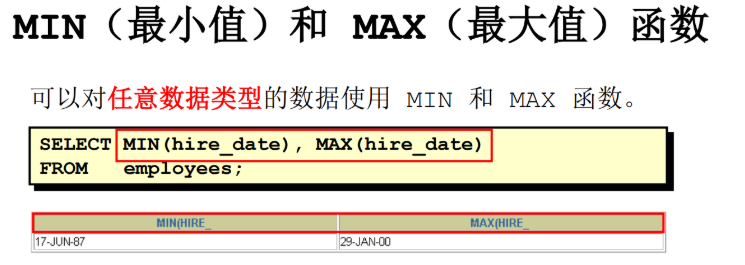 MIN（最小值）和 MAX（最大值）函数
可以对任意数据类型的数据使用 MIN 和 MAX 函数。
SELECT MIN(hire_date), MAX(hire_date)
FROM employees;
MIN(HIRE_ MAX(HIRE_
17-JUN-87 29-JAN-00